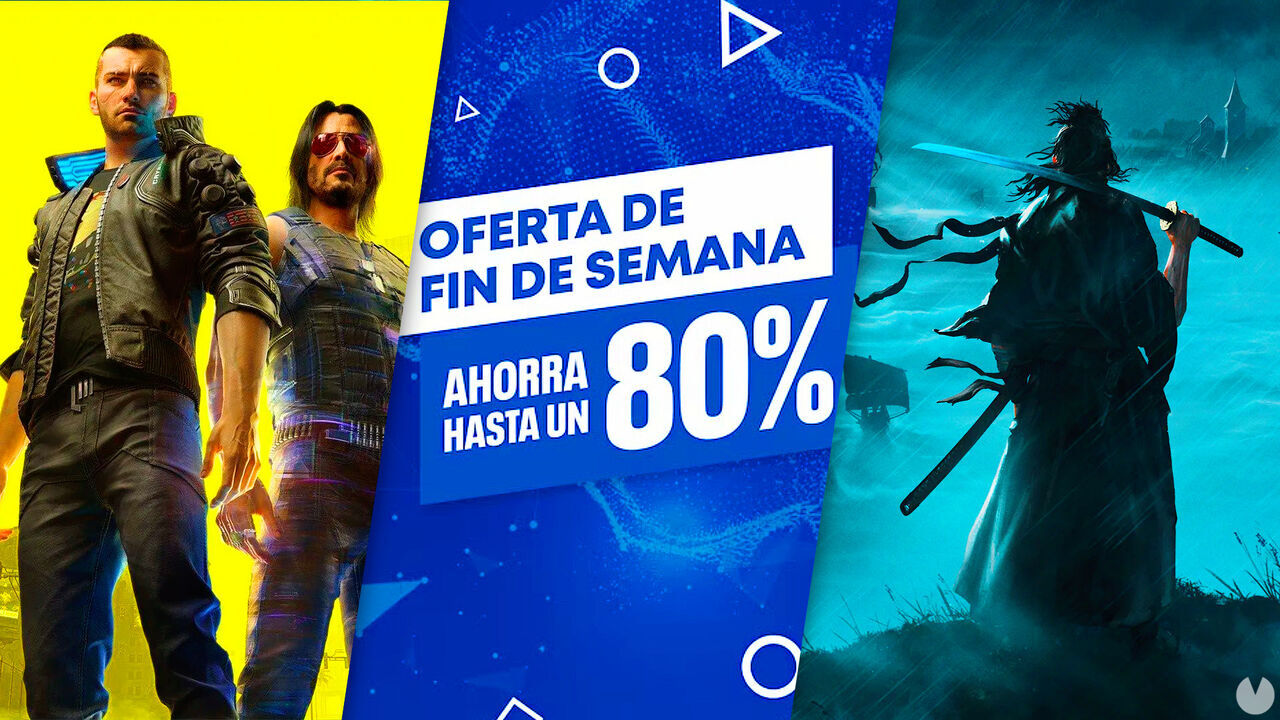 OFERTA DE
FIN DE SEMANA
AHORRA
HASTA UN
80%